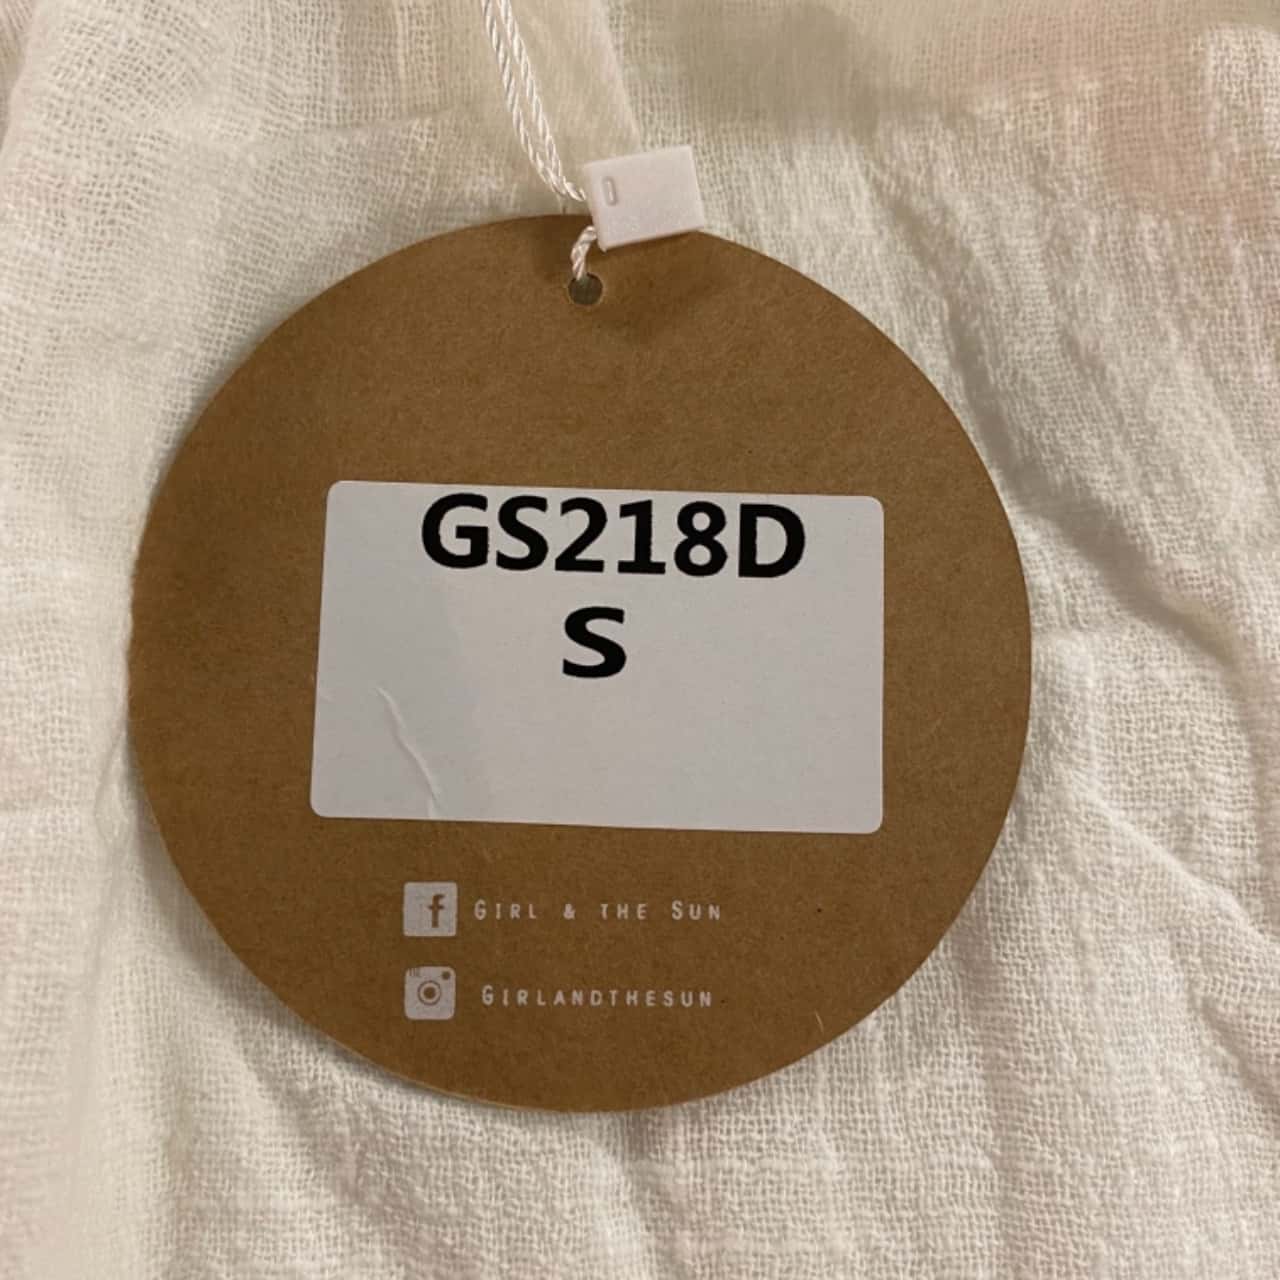 GS218D
S
f GIRL & THE SUN
GIRLANDTHESUN